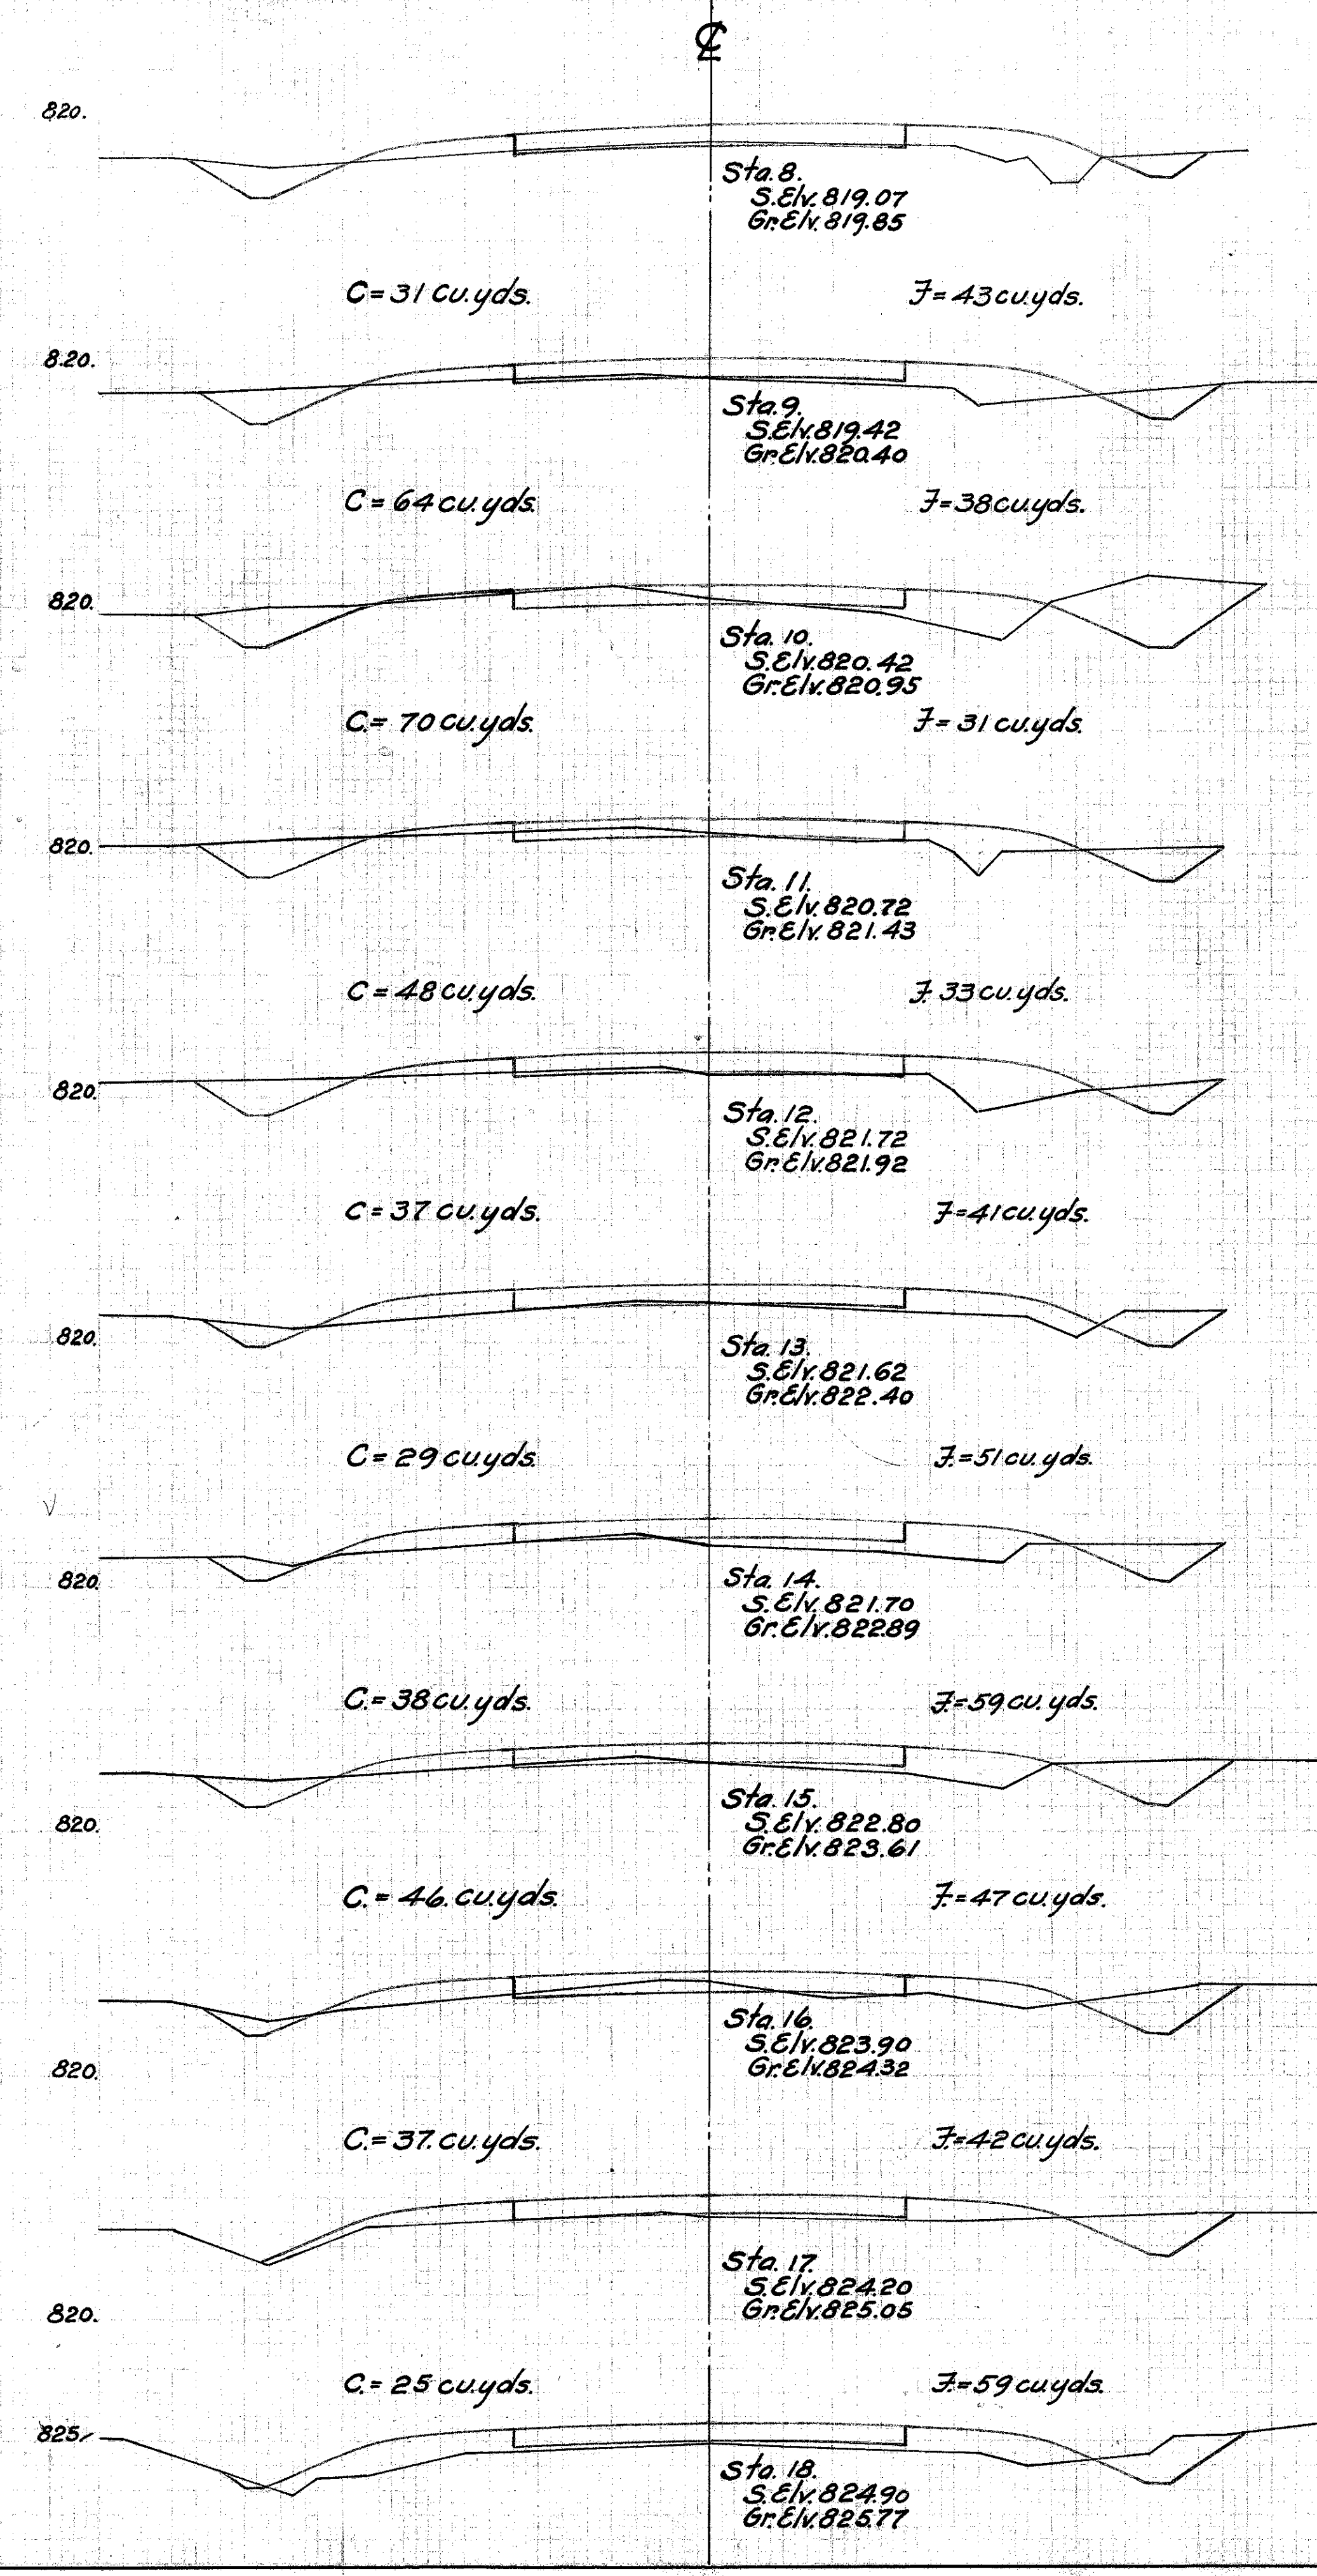 ℄
820.
Sta. 8.
S.Elv. 819.07
Gr.Elv. 819.85
C = 31 cu.yds.
F = 43 cu.yds.
820.
Sta. 9.
S.Elv. 819.42
Gr.Elv. 820.40
C = 64 cu.yds.
F = 38 cu.yds.
820.
Sta. 10.
S.Elv. 820.42
Gr.Elv. 820.95
C. = 70 cu.yds.
F = 31 cu.yds.
820.
Sta. 11.
S.Elv. 820.72
Gr.Elv. 821.43
C = 48 cu.yds.
F. 33 cu.yds.
820.
Sta. 12.
S.Elv. 821.72
Gr.Elv. 821.92
C = 37 cu.yds.
F = 41 cu.yds.
820.
Sta. 13.
S.Elv. 821.62
Gr.Elv. 822.40
C = 29 cu.yds.
F. = 51 cu.yds.
820.
Sta. 14.
S.Elv. 821.70
Gr.Elv. 822.89
C. = 38 cu.yds.
F. = 59 cu.yds.
820.
Sta. 15.
S.Elv. 822.80
Gr.Elv. 823.61
C. = 46. cu.yds.
F. = 47 cu.yds.
820.
Sta. 16.
S.Elv. 823.90
Gr.Elv. 824.32
C. = 37. cu.yds.
F. = 42 cu.yds.
820.
Sta. 17.
S.Elv. 824.20
Gr.Elv. 825.05
C. = 25 cu.yds.
F. = 59 cu.yds.
825.
Sta. 18.
S.Elv. 824.90
Gr.Elv. 825.77